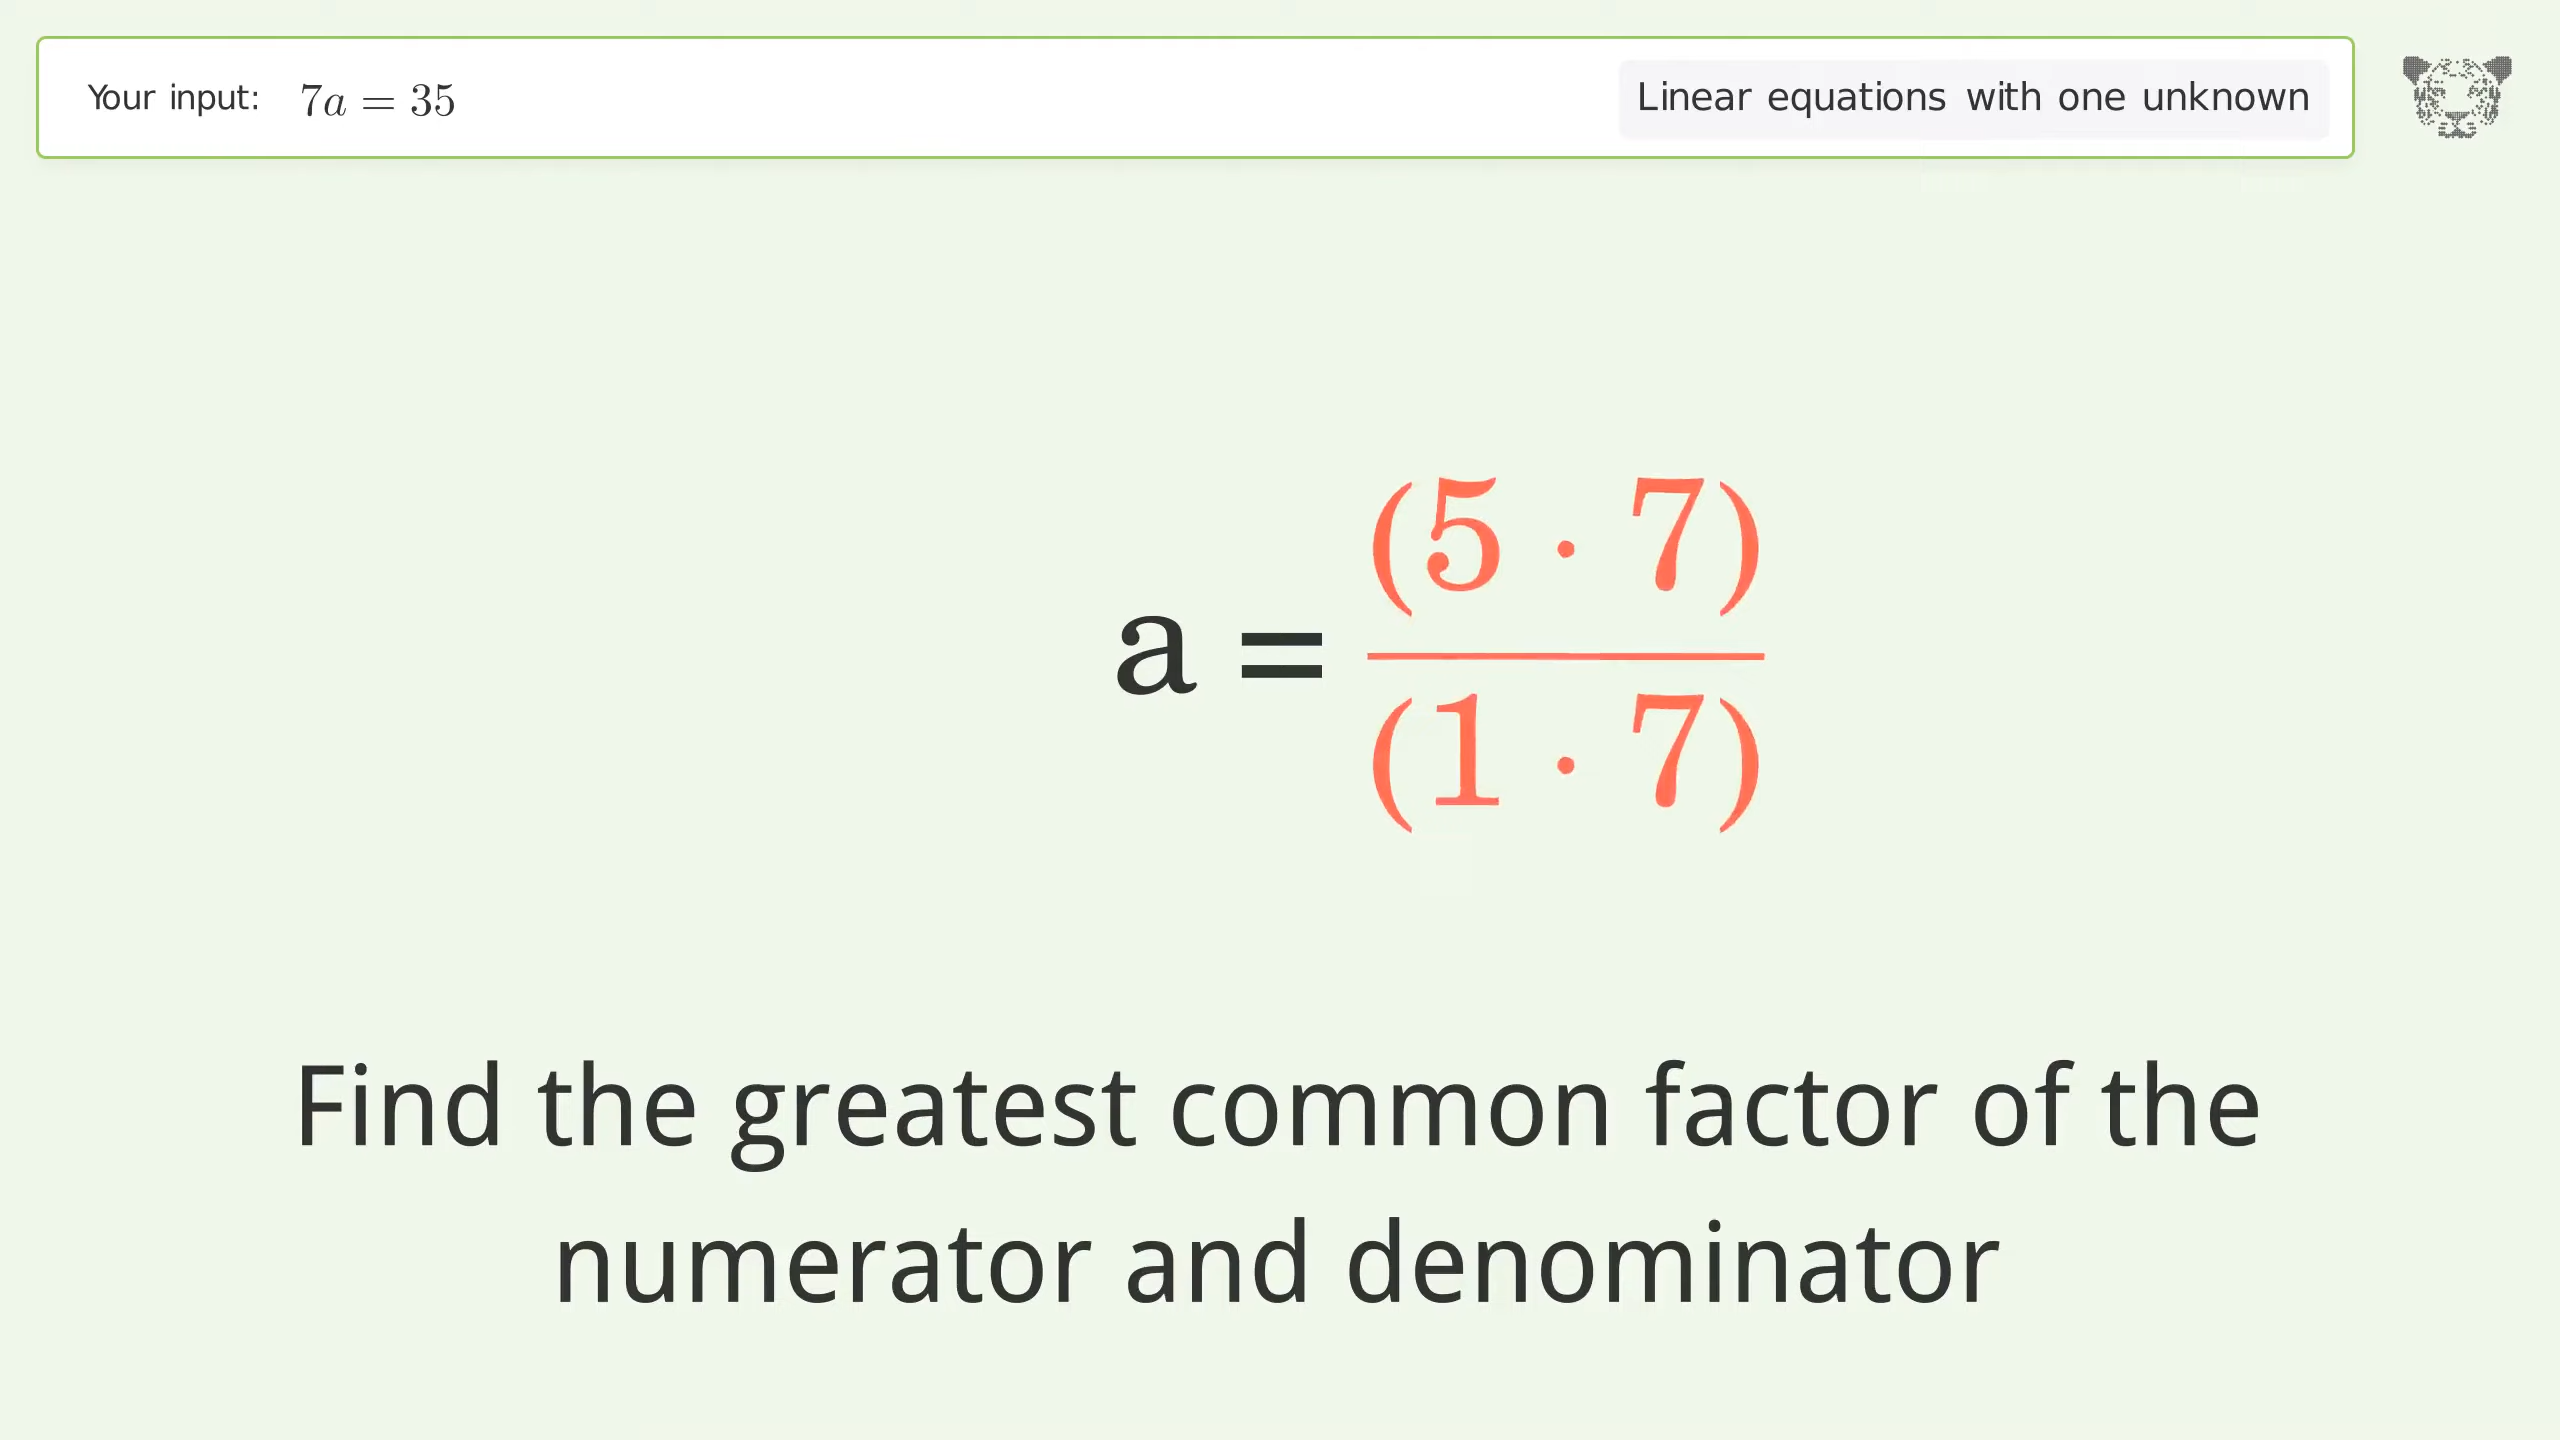 Your input: 7a = 35
Linear equations with one unknown
a = (5 · 7) / (1 · 7)
Find the greatest common factor of the
numerator and denominator